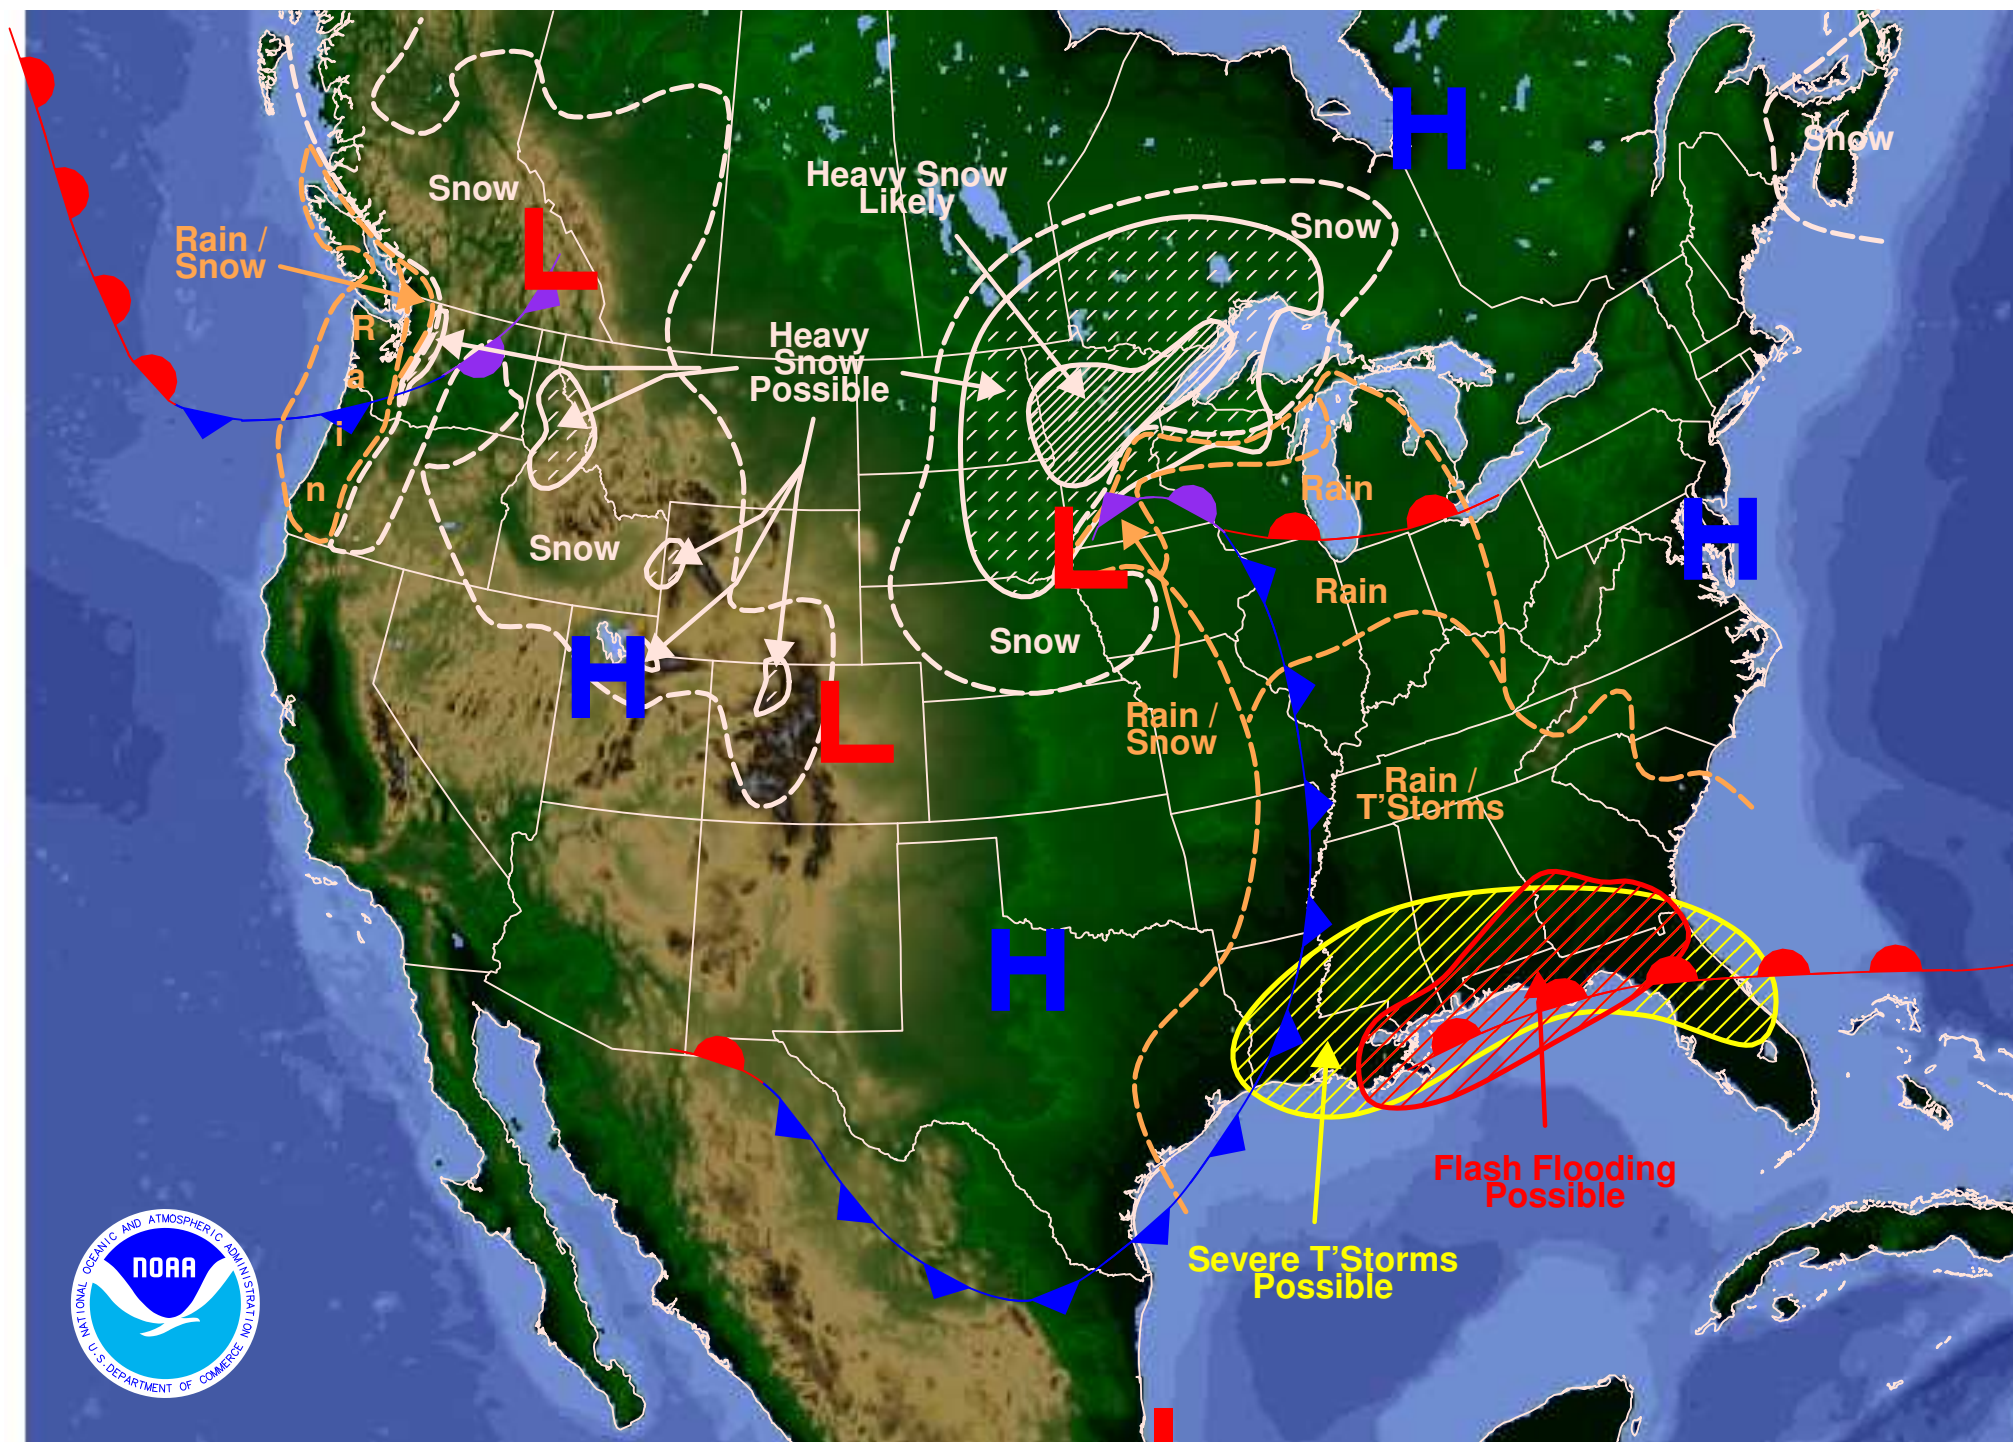 H
Snow
Heavy Snow
Likely
Snow
L
Snow
Rain /
Snow
R
a
i
n
Heavy
Snow
Possible
Rain
H
L
Snow
Rain
H
Snow
L
Rain /
Snow
Rain /
T'Storms
H
Flash Flooding
Possible
Severe T'Storms
Possible
NATIONAL OCEANIC AND ATMOSPHERIC ADMINISTRATION
NOAA
U.S. DEPARTMENT OF COMMERCE